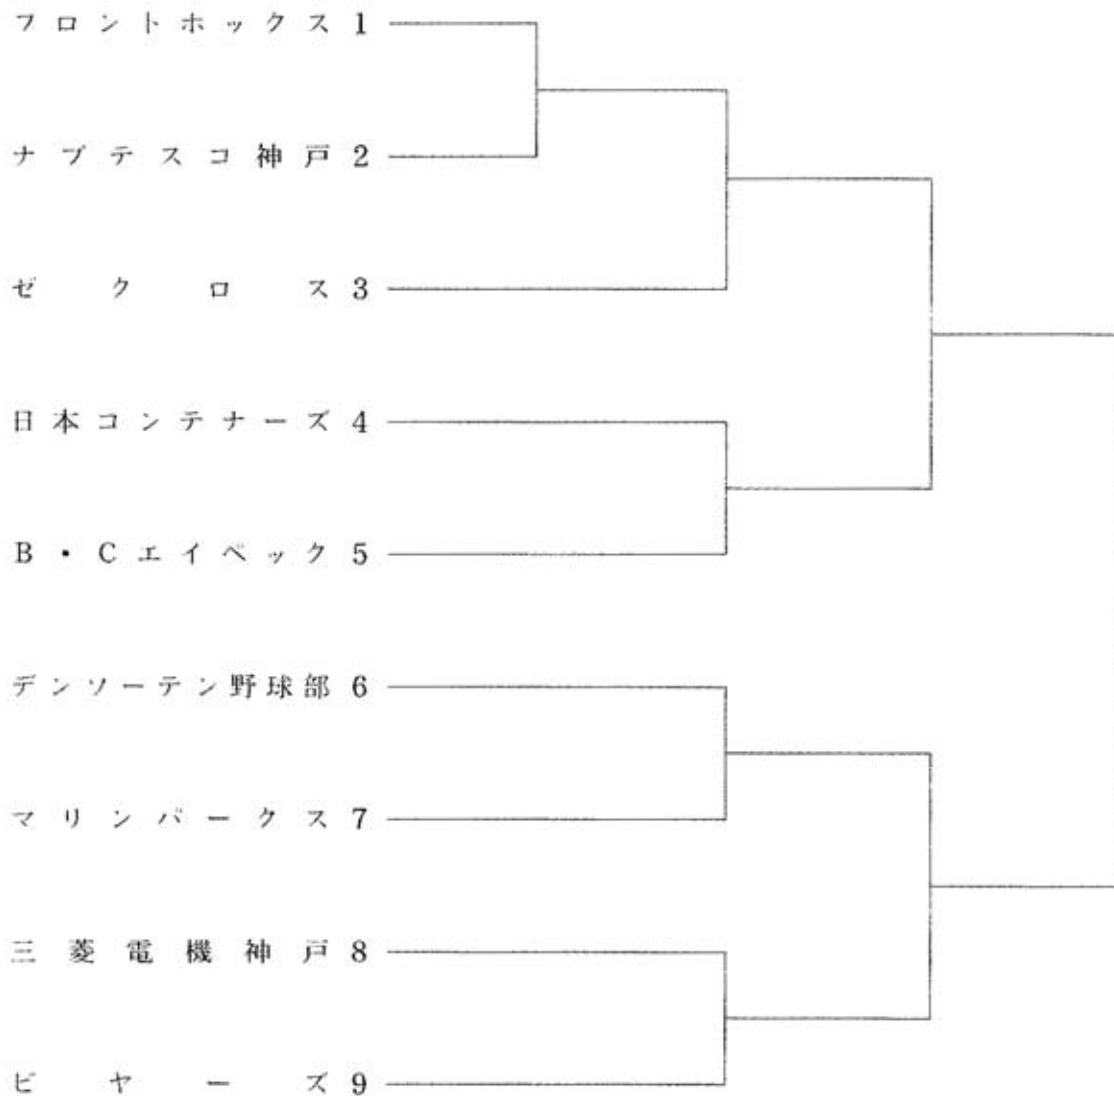 フロントホックス 1
ナブテスコ神戸 2
ゼクロス 3
日本コンテナーズ 4
B・Cエイペック 5
デンソーテン野球部 6
マリンパークス 7
三菱電機神戸 8
ビヤーズ 9